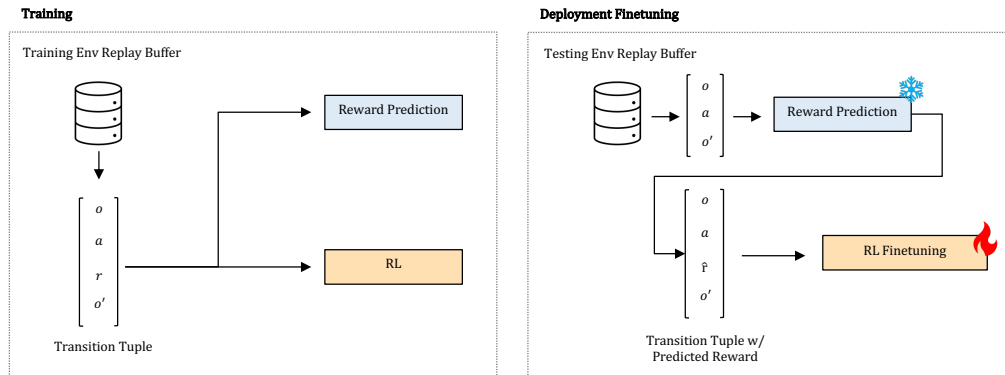 Training
Training Env Replay Buffer
Reward Prediction
o
a
r
o′
RL
Transition Tuple
Deployment Finetuning
Testing Env Replay Buffer
o
a
o′
Reward Prediction
o
a
r̂
o′
RL Finetuning
Transition Tuple w/
Predicted Reward